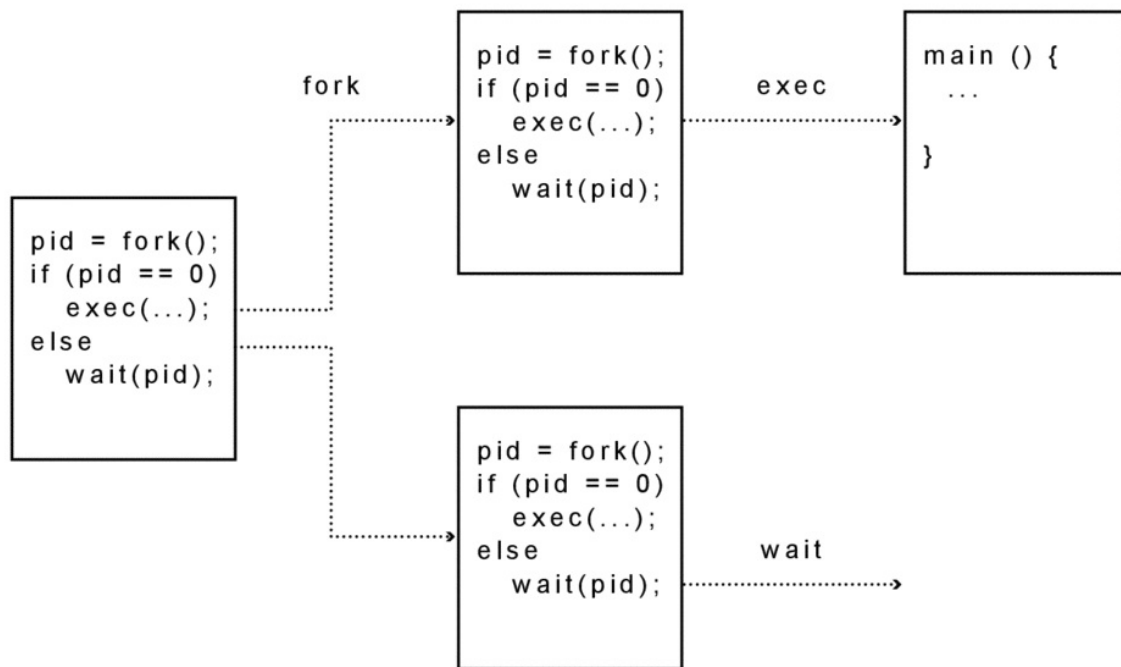 fork
pid = fork();
if (pid == 0)
exec(...);
else
wait(pid);
exec
main () {
...
}
pid = fork();
if (pid == 0)
exec(...);
else
wait(pid);
pid = fork();
if (pid == 0)
exec(...);
else
wait(pid);
wait